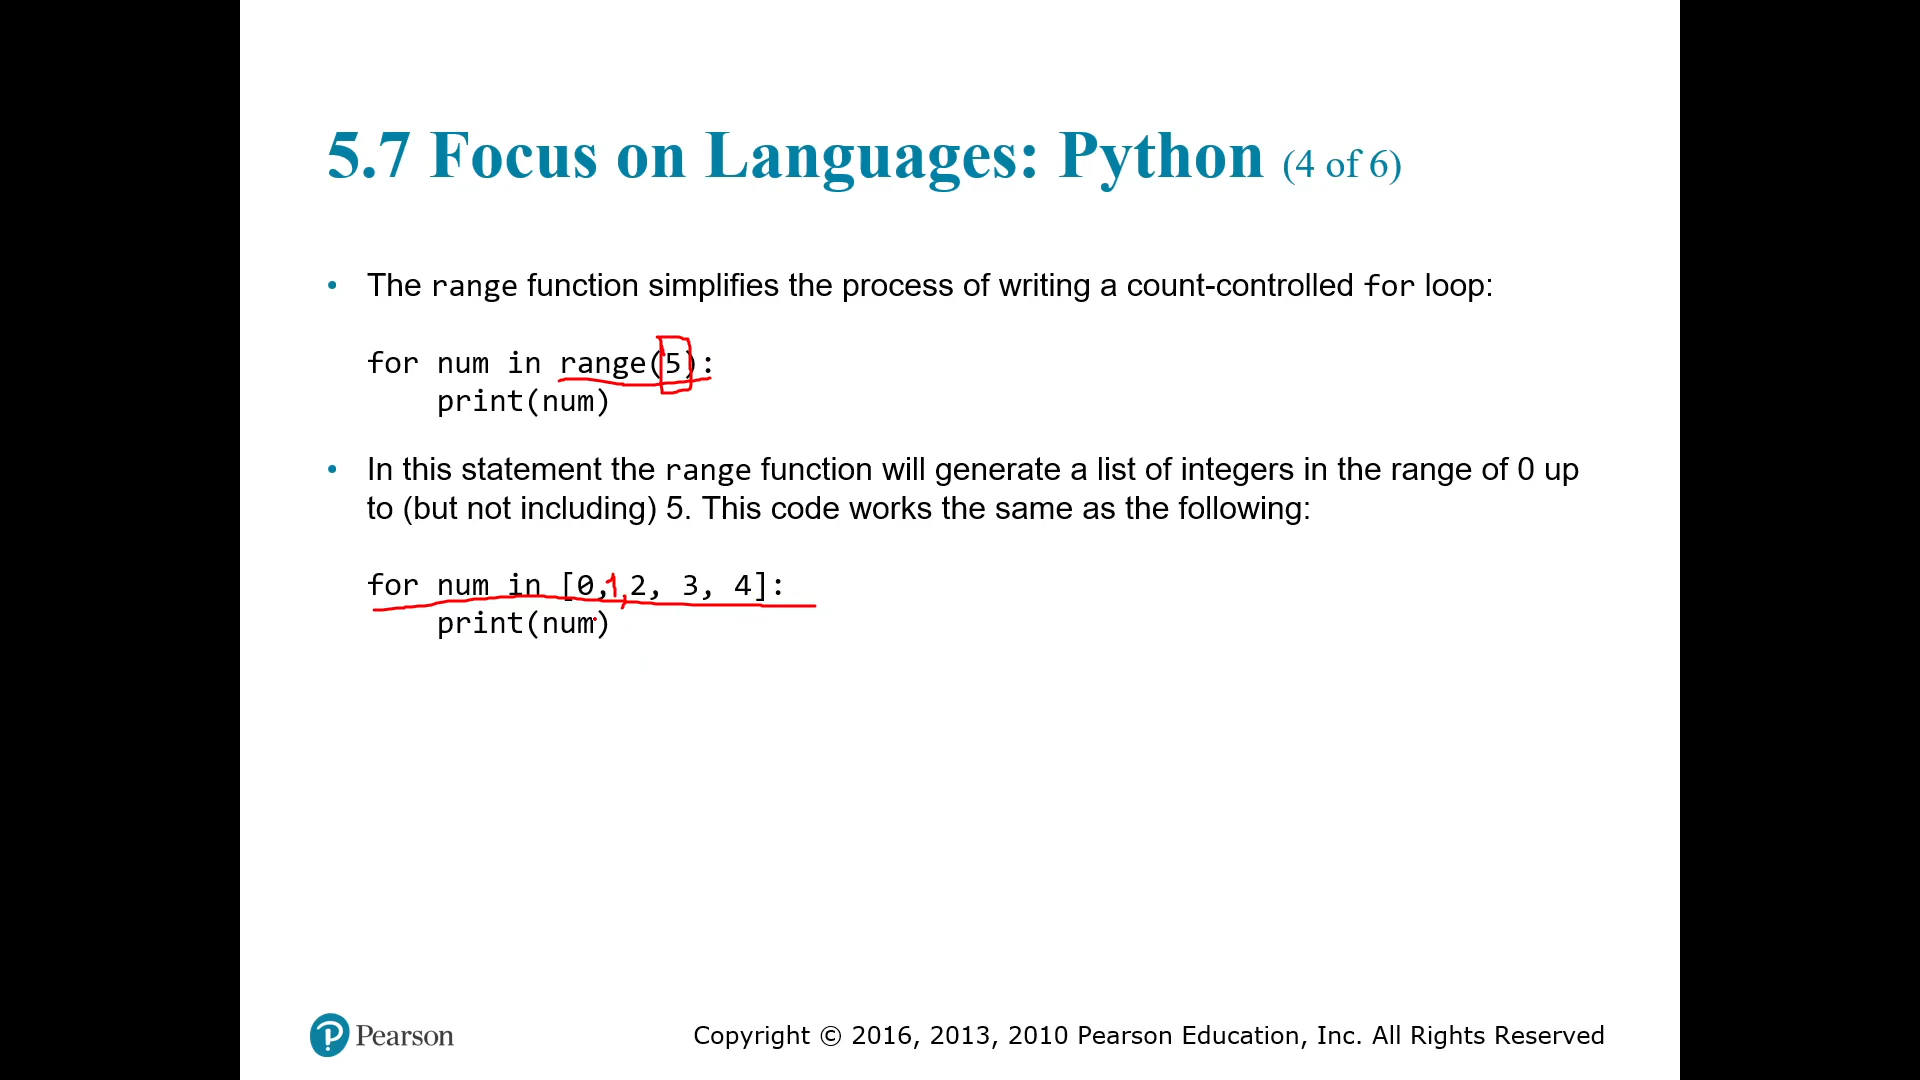 5.7 Focus on Languages: Python (4 of 6)
• The range function simplifies the process of writing a count-controlled for loop:
for num in range(5):
print(num)
• In this statement the range function will generate a list of integers in the range of 0 up
to (but not including) 5. This code works the same as the following:
for num in [0,1,2, 3, 4]:
print(num)
Pearson
Copyright © 2016, 2013, 2010 Pearson Education, Inc. All Rights Reserved